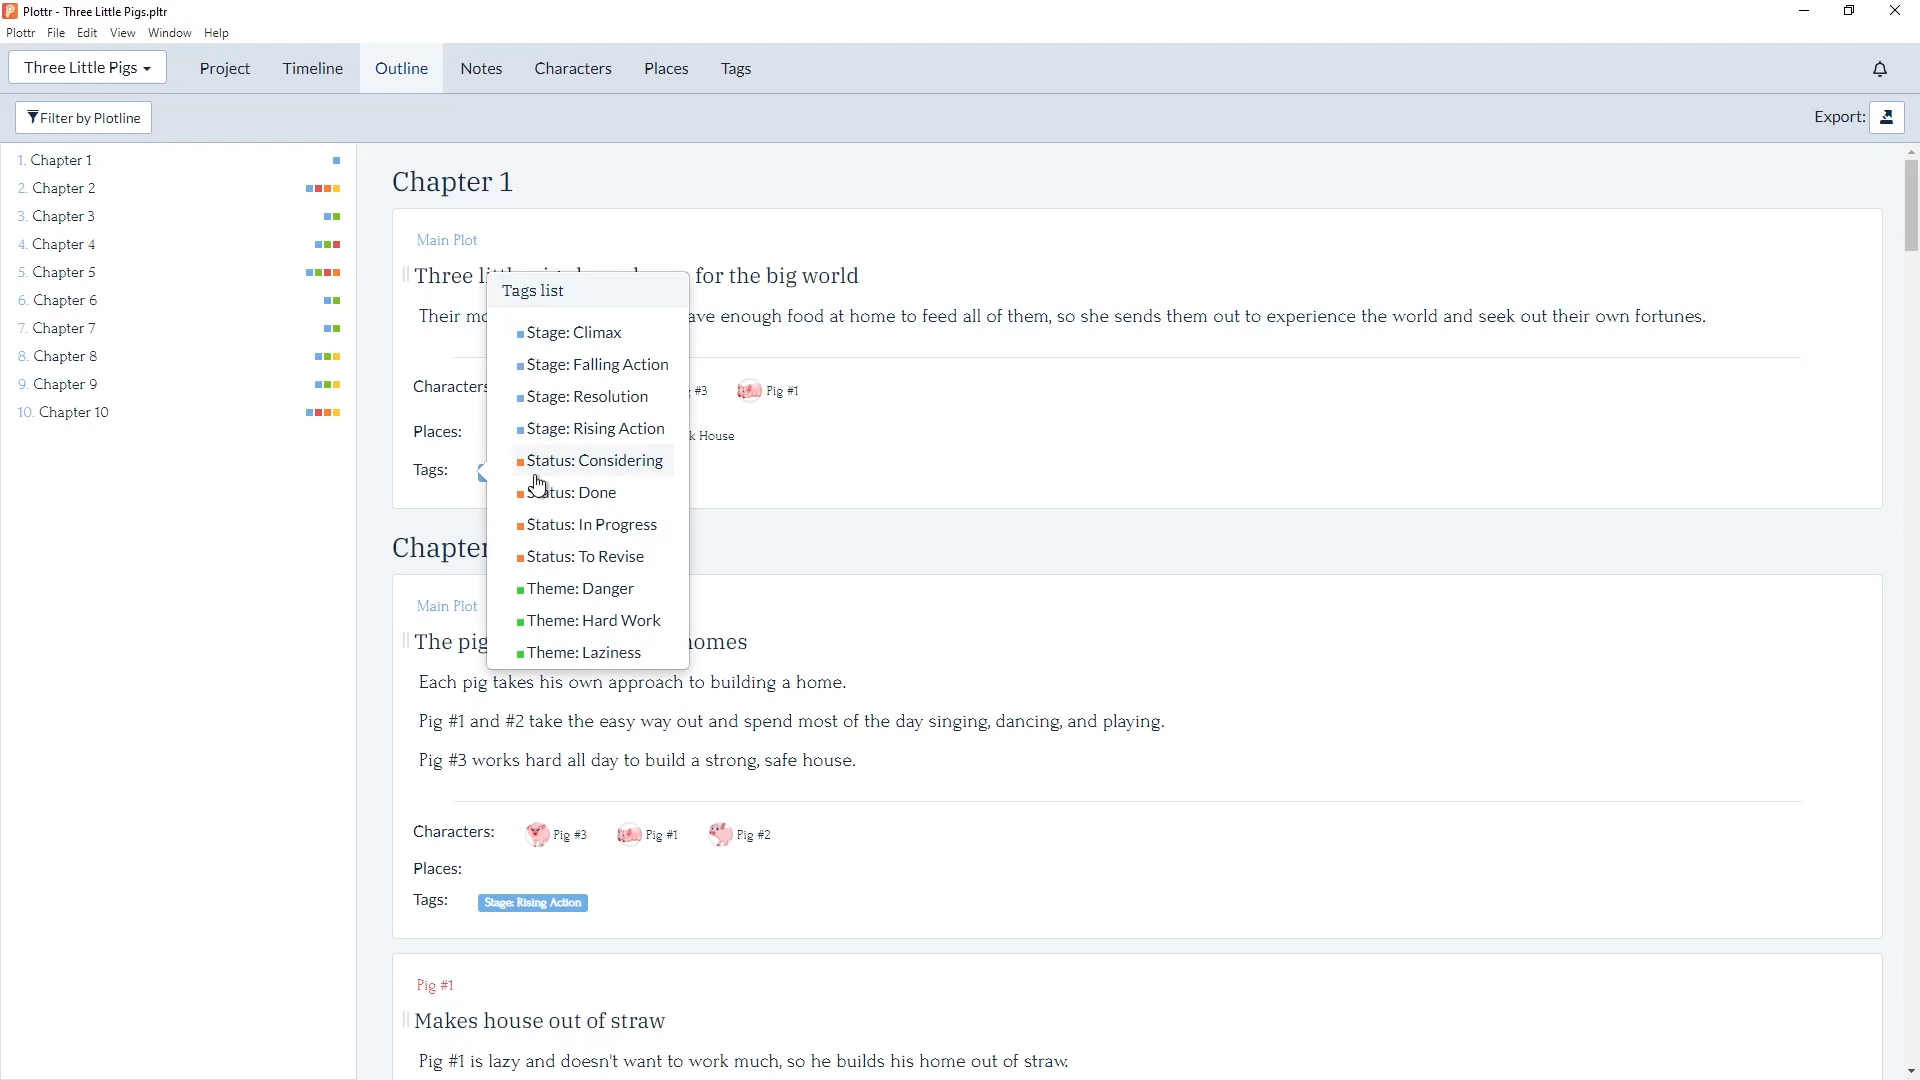 Plottr - Three Little Pigs.pltr
Plottr File Edit View Window Help
Three Little Pigs Project Timeline Outline Notes Characters Places Tags
Filter by Plotline Export:
1. Chapter 1
2. Chapter 2
3. Chapter 3
4. Chapter 4
5. Chapter 5
6. Chapter 6
7. Chapter 7
8. Chapter 8
9. Chapter 9
10. Chapter 10
Chapter 1
Main Plot
Three for the big world
Their enough food at home to feed all of them, so she sends them out to experience the world and seek out their own fortunes.
Characters #3 Pig #1
Places: House
Tags:
Tags list
Stage: Climax
Stage: Falling Action
Stage: Resolution
Stage: Rising Action
Status: Considering
Status: Done
Status: In Progress
Status: To Revise
Theme: Danger
Theme: Hard Work
Theme: Laziness
Chapter
Main Plot
The pig homes
Each pig takes his own approach to building a home.
Pig #1 and #2 take the easy way out and spend most of the day singing, dancing, and playing.
Pig #3 works hard all day to build a strong, safe house.
Characters: Pig #3 Pig #1 Pig #2
Places:
Tags: Stage: Rising Action
Pig #1
Makes house out of straw
Pig #1 is lazy and doesn't want to work much, so he builds his home out of straw.